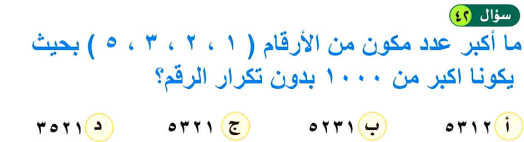 سؤال ٤٢
ما أكبر عدد مكون من الأرقام ( ١ ، ٢ ، ٣ ، ٥ ) بحيث
يكونا اكبر من ١٠٠٠ بدون تكرار الرقم؟
أ ٥٣١٢ ب ٥٢٣١ ج ٥٣٢١ د ٣٥٢١